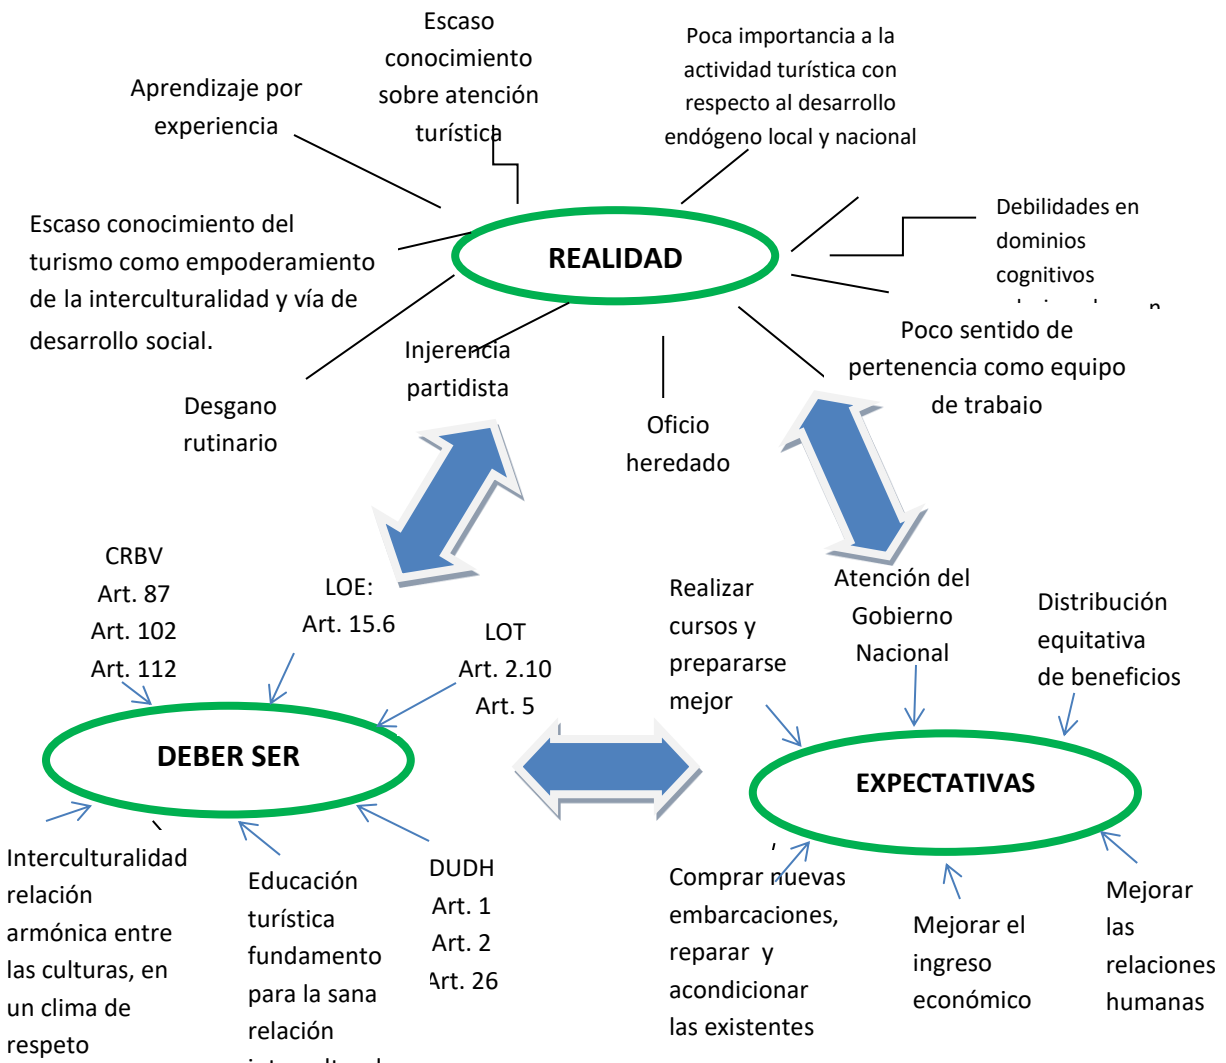 Escaso
conocimiento
sobre atención
turística
Poca importancia a la
actividad turística con
respecto al desarrollo
endógeno local y nacional
Aprendizaje por
experiencia
Escaso conocimiento del
turismo como empoderamiento
de la interculturalidad y vía de
desarrollo social.
REALIDAD
Debilidades en
dominios
cognitivos
Poco sentido de
pertenencia como equipo
de trabajo
Injerencia
partidista
Desgano
rutinario
Oficio
heredado
CRBV
Art. 87
Art. 102
Art. 112
LOE:
Art. 15.6
LOT
Art. 2.10
Art. 5
Realizar
cursos y
prepararse
mejor
Atención del
Gobierno
Nacional
Distribución
equitativa
de beneficios
DEBER SER
EXPECTATIVAS
Interculturalidad
relación
armónica entre
las culturas, en
un clima de
respeto
Educación
turística
fundamento
para la sana
relación
DUDH
Art. 1
Art. 2
Art. 26
Comprar nuevas
embarcaciones,
reparar y
acondicionar
las existentes
Mejorar el
ingreso
económico
Mejorar
las
relaciones
humanas